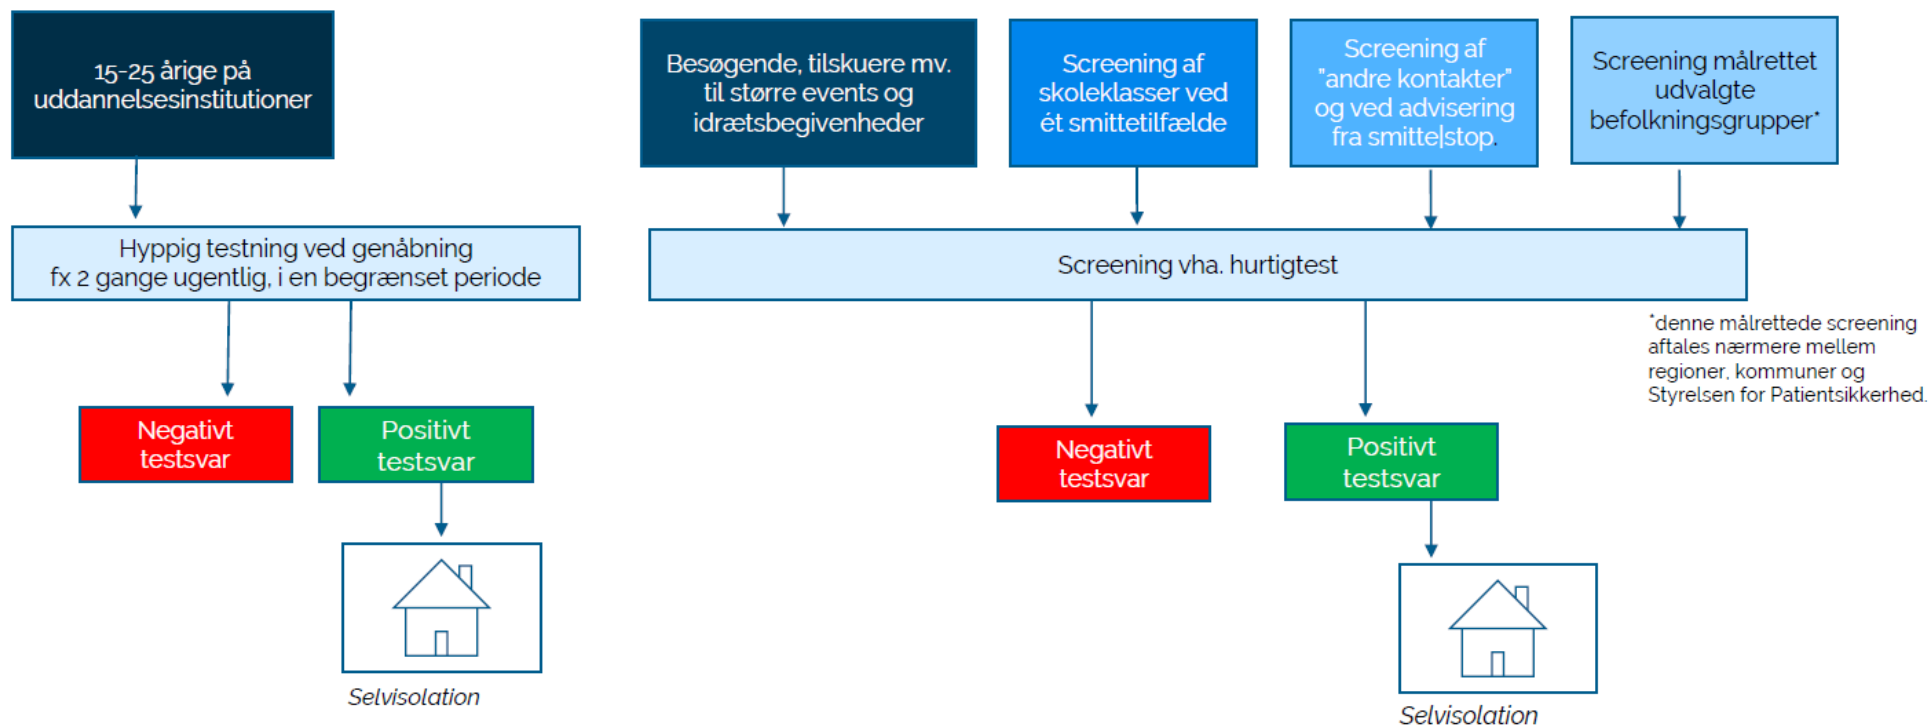 15-25 årige på
uddannelsesinstitutioner
Hyppig testning ved genåbning
fx 2 gange ugentlig, i en begrænset periode
Negativt
testsvar
Positivt
testsvar
Selvisolation
Besøgende, tilskuere mv.
til større events og
idrætsbegivenheder
Screening af
skoleklasser ved
ét smittetilfælde
Screening af
"andre kontakter"
og ved advisering
fra smitte|stop.
Screening målrettet
udvalgte
befolkningsgrupper*
Screening vha. hurtigtest
*denne målrettede screening
aftales nærmere mellem
regioner, kommuner og
Styrelsen for Patientsikkerhed.
Negativt
testsvar
Positivt
testsvar
Selvisolation